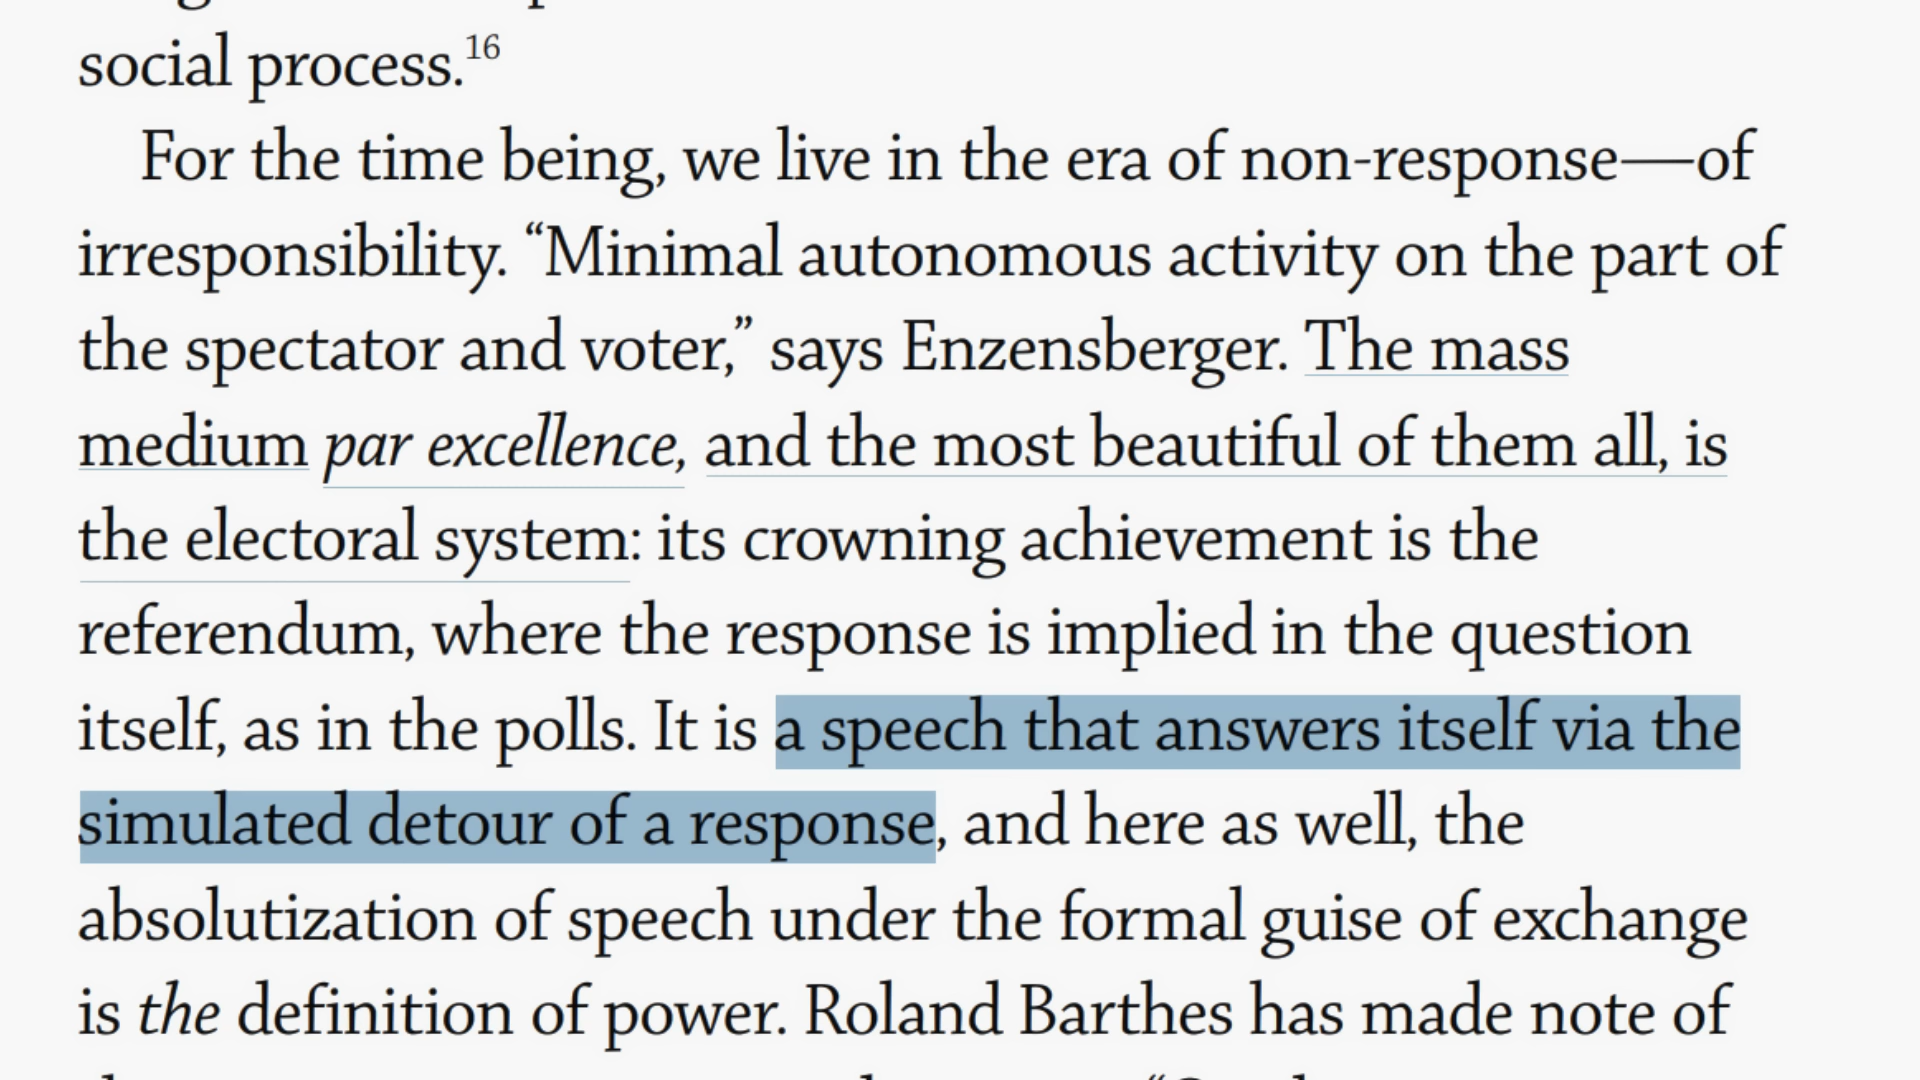 social process.16
For the time being, we live in the era of non-response—of
irresponsibility. “Minimal autonomous activity on the part of
the spectator and voter,” says Enzensberger. The mass
medium par excellence, and the most beautiful of them all, is
the electoral system: its crowning achievement is the
referendum, where the response is implied in the question
itself, as in the polls. It is a speech that answers itself via the
simulated detour of a response, and here as well, the
absolutization of speech under the formal guise of exchange
is the definition of power. Roland Barthes has made note of